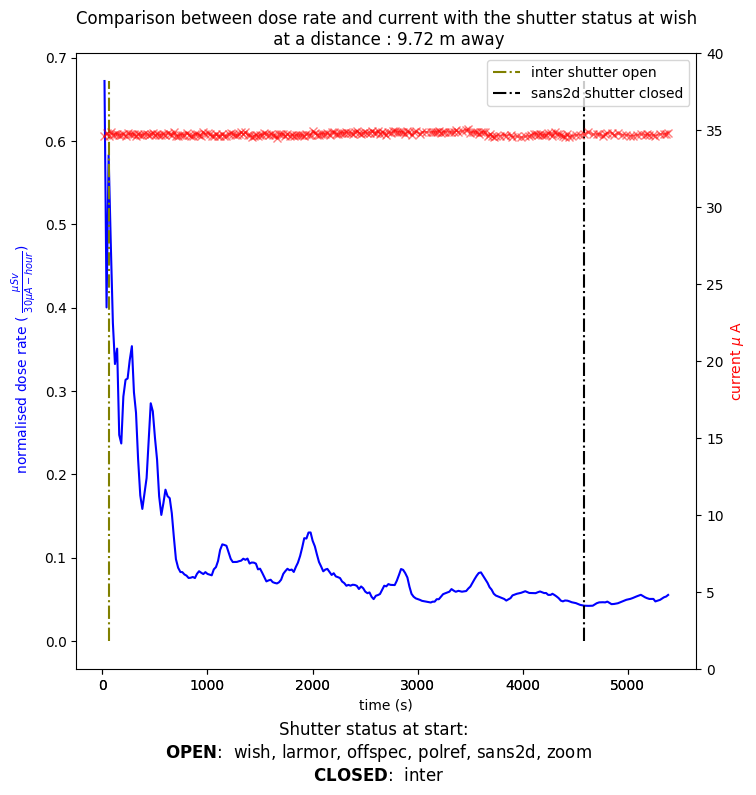 Comparison between dose rate and current with the shutter status at wish
at a distance : 9.72 m away
inter shutter open
sans2d shutter closed
0.7
0.6
0.5
0.4
0.3
0.2
0.1
0.0
normalised dose rate ( μSv / 30μA − hour )
40
35
30
25
20
15
10
5
0
current μ A
0 1000 2000 3000 4000 5000
time (s)
Shutter status at start:
OPEN: wish, larmor, offspec, polref, sans2d, zoom
CLOSED: inter